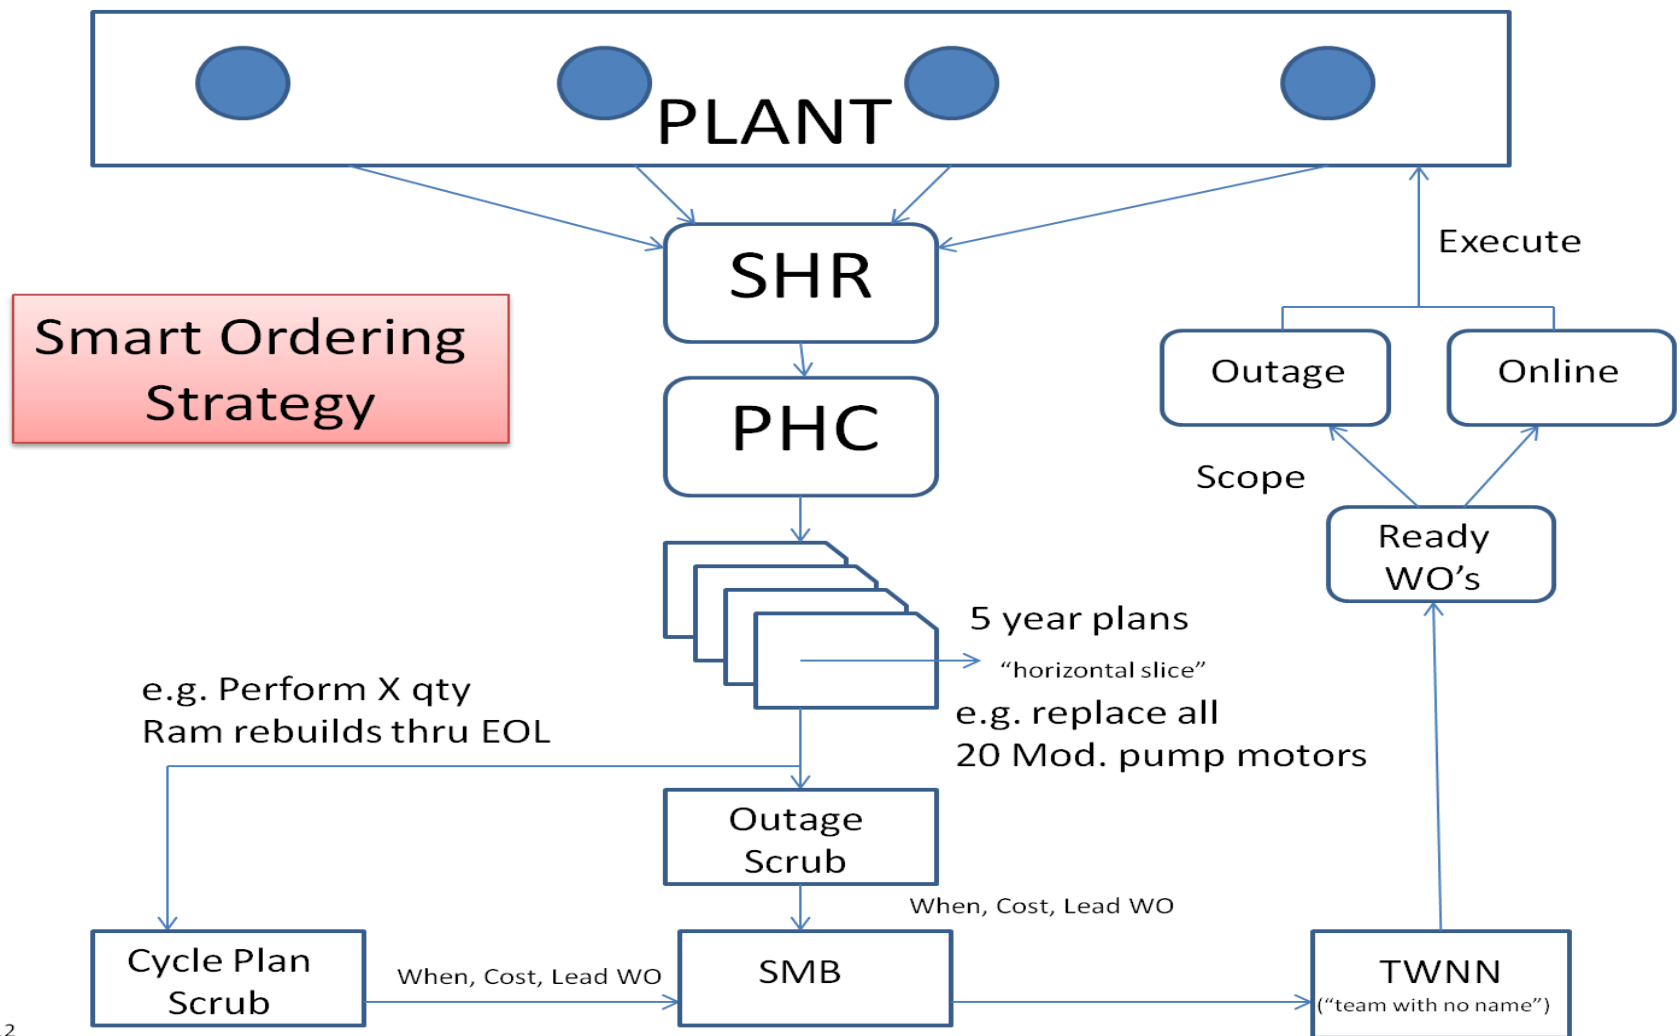 PLANT
Execute
SHR
Smart Ordering
Strategy
Outage
Online
PHC
Scope
Ready
WO’s
5 year plans
“horizontal slice”
e.g. Perform X qty
Ram rebuilds thru EOL
e.g. replace all
20 Mod. pump motors
Outage
Scrub
When, Cost, Lead WO
Cycle Plan
Scrub
When, Cost, Lead WO
SMB
TWNN
(“team with no name”)